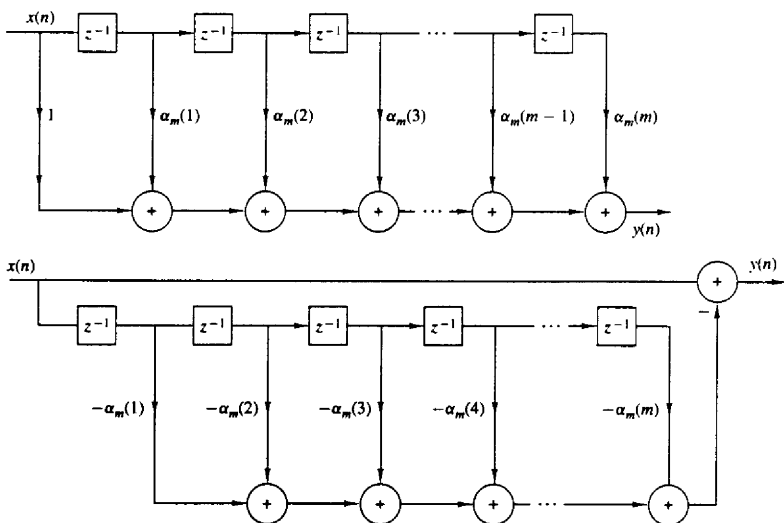 x(n)
z⁻¹ z⁻¹ z⁻¹ ··· z⁻¹
1 αₘ(1) αₘ(2) αₘ(3) αₘ(m − 1) αₘ(m)
+ + + ··· + +
y(n)
x(n) y(n)
+
−
z⁻¹ z⁻¹ z⁻¹ z⁻¹ ··· z⁻¹
−αₘ(1) −αₘ(2) −αₘ(3) −αₘ(4) −αₘ(m)
+ + + ··· +